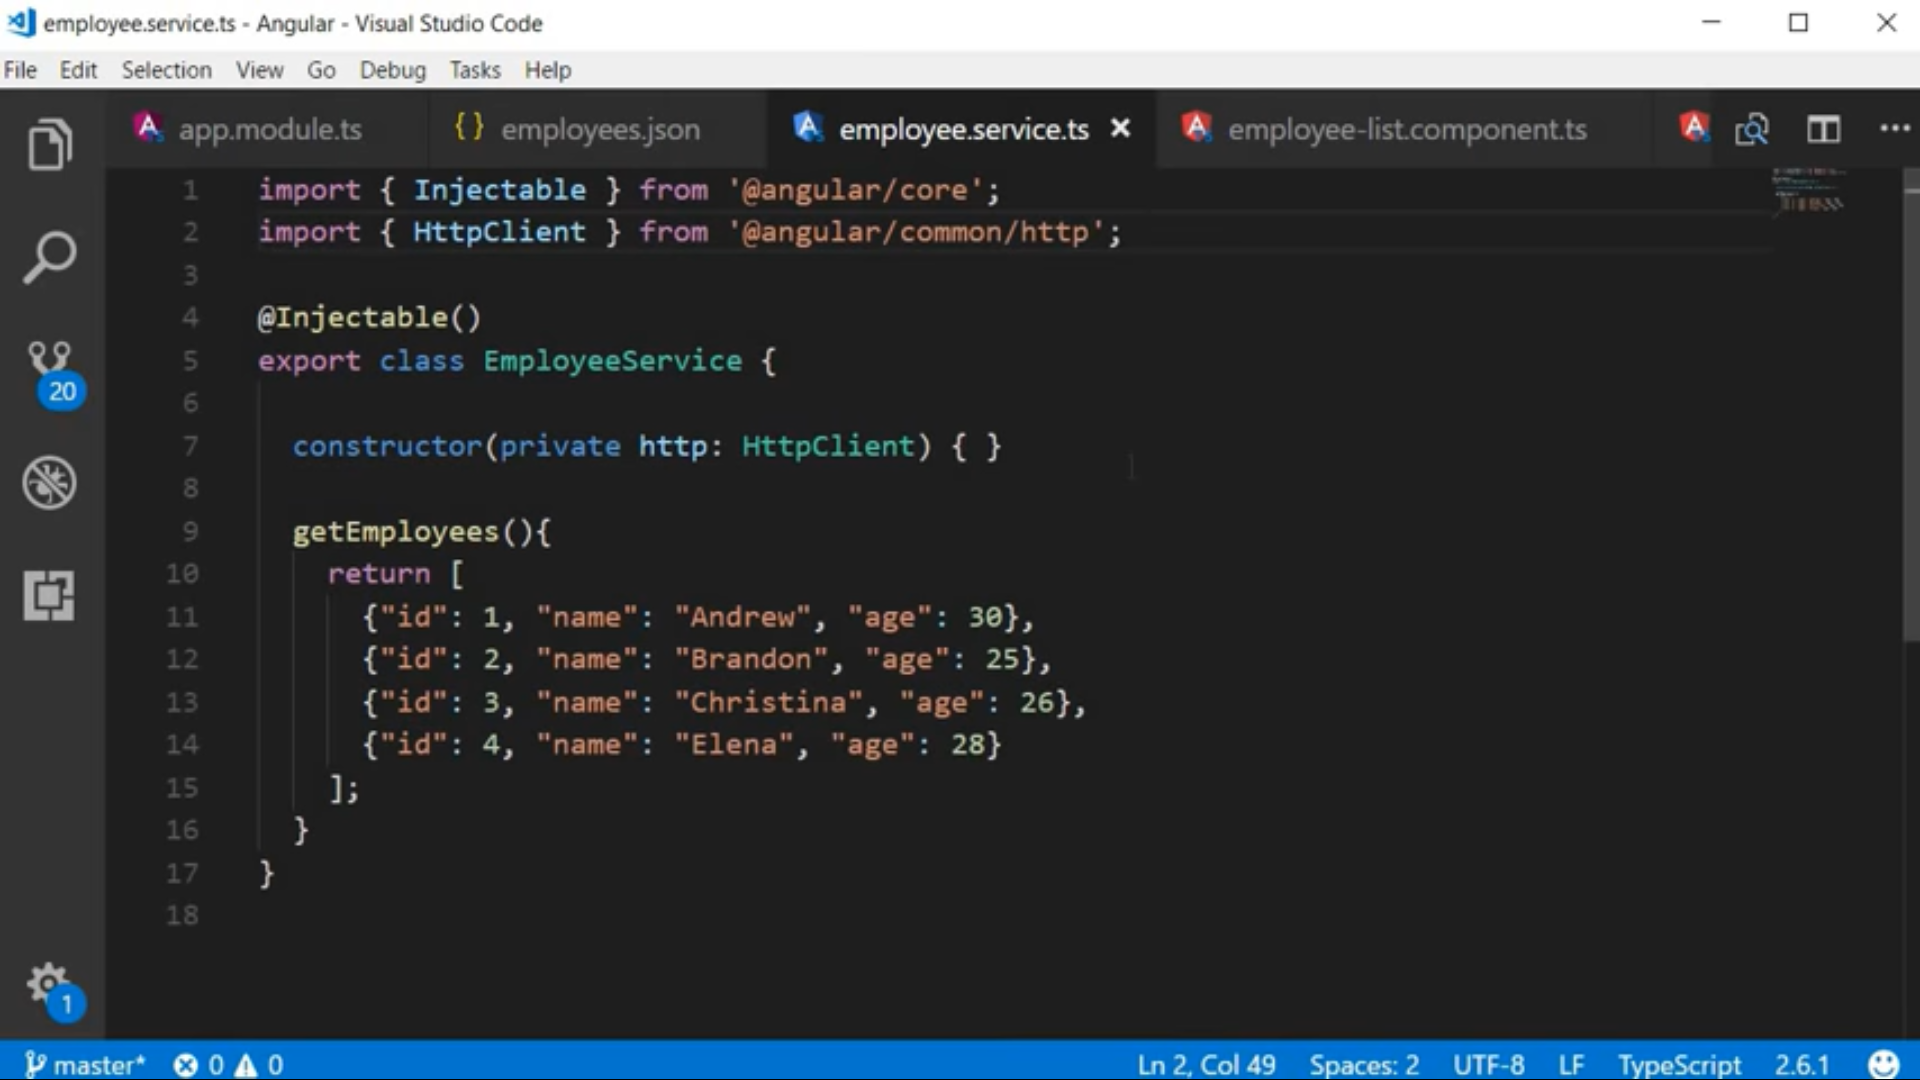 employee.service.ts - Angular - Visual Studio Code
File Edit Selection View Go Debug Tasks Help
app.module.ts {} employees.json employee.service.ts employee-list.component.ts
1 import { Injectable } from '@angular/core';
2 import { HttpClient } from '@angular/common/http';
3
4 @Injectable()
5 export class EmployeeService {
6
7 constructor(private http: HttpClient) { }
8
9 getEmployees(){
10 return [
11 {"id": 1, "name": "Andrew", "age": 30},
12 {"id": 2, "name": "Brandon", "age": 25},
13 {"id": 3, "name": "Christina", "age": 26},
14 {"id": 4, "name": "Elena", "age": 28}
15 ];
16 }
17 }
18
20
1
master* 0 0 Ln 2, Col 49 Spaces: 2 UTF-8 LF TypeScript 2.6.1